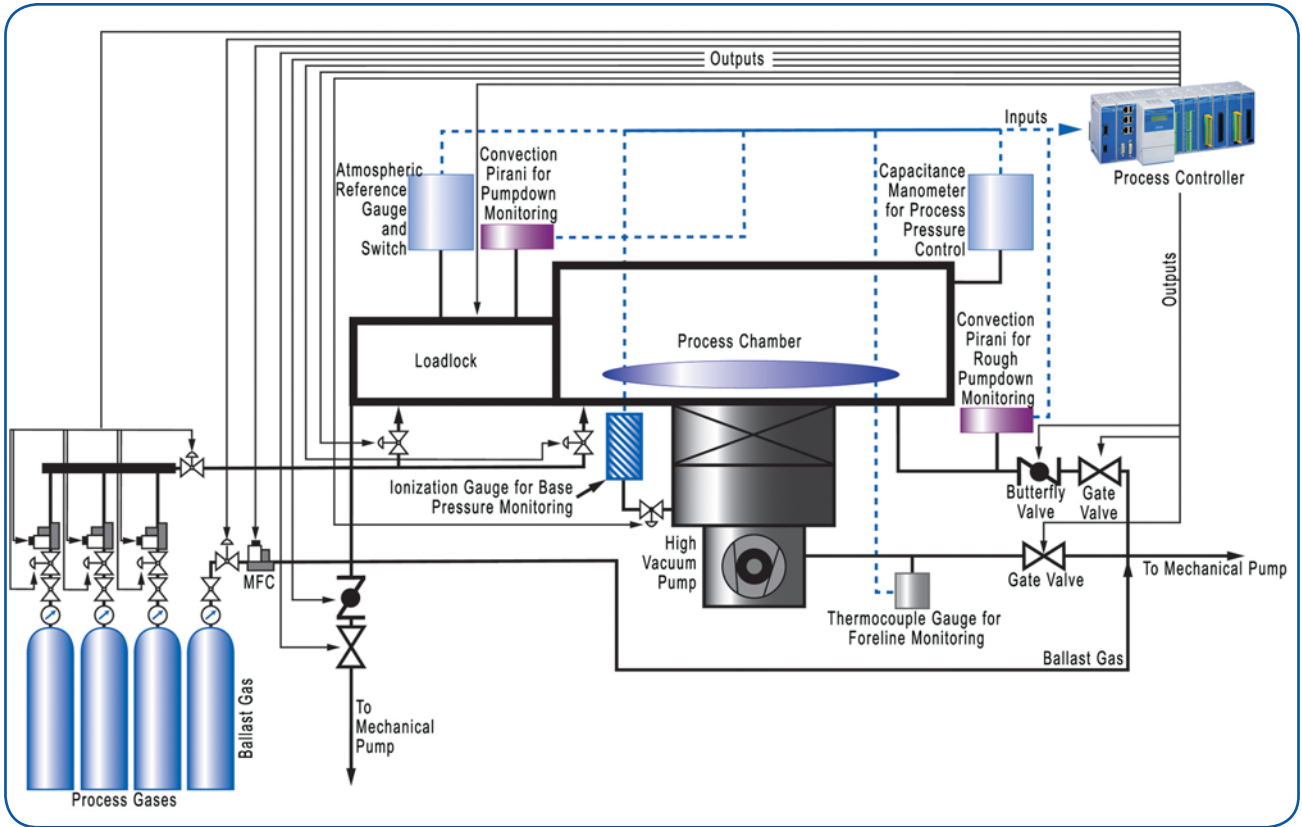 Outputs
Inputs
Process Controller
Atmospheric
Reference
Gauge
and
Switch
Convection
Pirani for
Pumpdown
Monitoring
Capacitance
Manometer
for Process
Pressure
Control
Outputs
Loadlock
Process Chamber
Convection
Pirani for
Rough
Pumpdown
Monitoring
Ionization Gauge for Base
Pressure Monitoring
Butterfly
Valve
Gate
Valve
High
Vacuum
Pump
MFC
Gate Valve
To Mechanical Pump
Thermocouple Gauge for
Foreline Monitoring
Ballast Gas
Ballast Gas
To
Mechanical
Pump
Process Gases